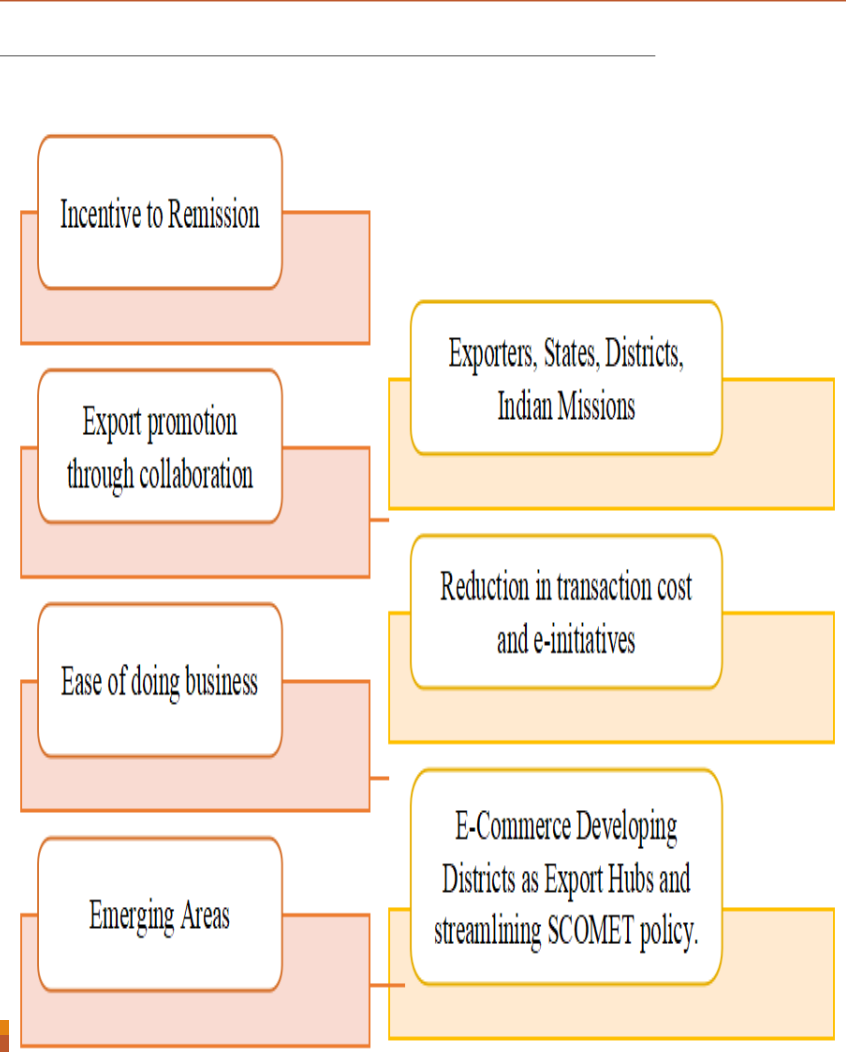 Incentive to Remission
Export promotion
through collaboration
Exporters, States, Districts,
Indian Missions
Ease of doing business
Reduction in transaction cost
and e-initiatives
Emerging Areas
E-Commerce Developing
Districts as Export Hubs and
streamlining SCOMET policy.